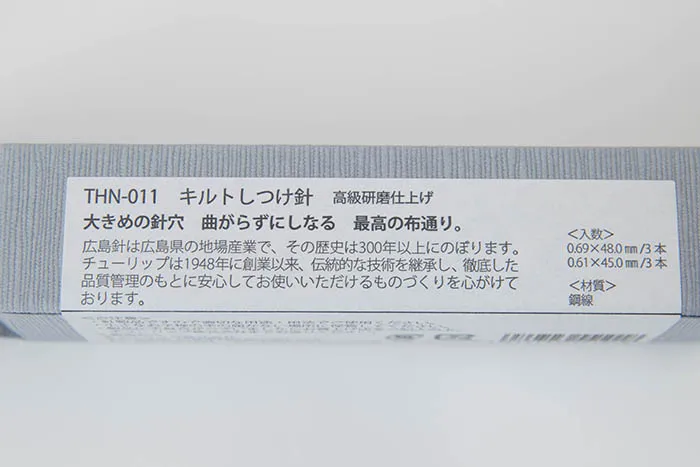 THN-011 キルトしつけ針 高級研磨仕上げ
大きめの針穴 曲がらずにしなる 最高の布通り。
広島針は広島県の地場産業で、その歴史は300年以上にのぼります。
チューリップは1948年に創業以来、伝統的な技術を継承し、徹底した
品質管理のもとに安心してお使いいただけるものづくりを心がけて
おります。
＜入数＞
0.69×48.0㎜/3本
0.61×45.0㎜/3本
＜材質＞
鋼線